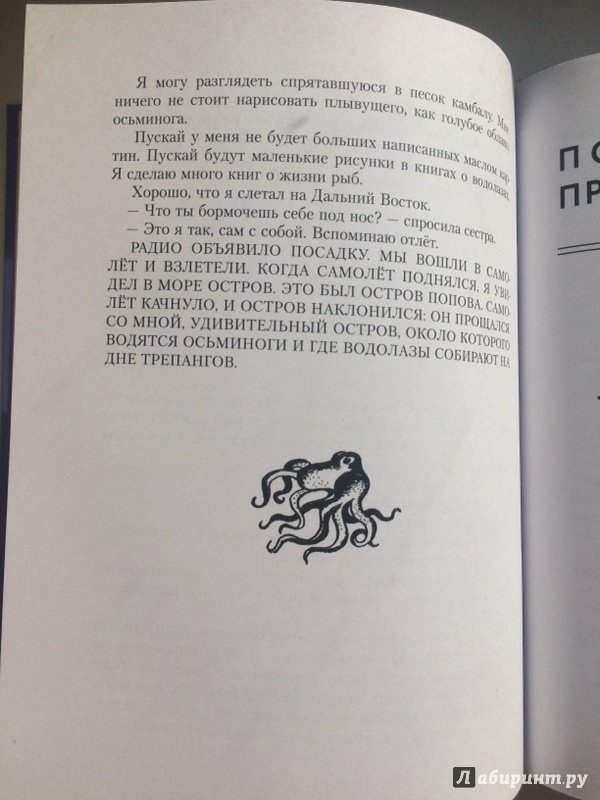 Я могу разглядеть спрятавшуюся в песок камбалу. Мне
ничего не стоит нарисовать плывущего, как голубое облако,
осьминога.
Пускай у меня не будет больших написанных маслом кар-
тин. Пускай будут маленькие рисунки в книгах о водолазах.
Я сделаю много книг о жизни рыб.
Хорошо, что я слетал на Дальний Восток.
— Что ты бормочешь себе под нос? — спросила сестра.
— Это я так, сам с собой. Вспоминаю отлёт.
РАДИО ОБЪЯВИЛО ПОСАДКУ. МЫ ВОШЛИ В САМО-
ЛЁТ И ВЗЛЕТЕЛИ. КОГДА САМОЛЁТ ПОДНЯЛСЯ, Я УВИ-
ДЕЛ В МОРЕ ОСТРОВ. ЭТО БЫЛ ОСТРОВ ПОПОВА. САМО-
ЛЁТ КАЧНУЛО, И ОСТРОВ НАКЛОНИЛСЯ: ОН ПРОЩАЛСЯ
СО МНОЙ, УДИВИТЕЛЬНЫЙ ОСТРОВ, ОКОЛО КОТОРОГО
ВОДЯТСЯ ОСЬМИНОГИ И ГДЕ ВОДОЛАЗЫ СОБИРАЮТ НА
ДНЕ ТРЕПАНГОВ.
Лабиринт.ру